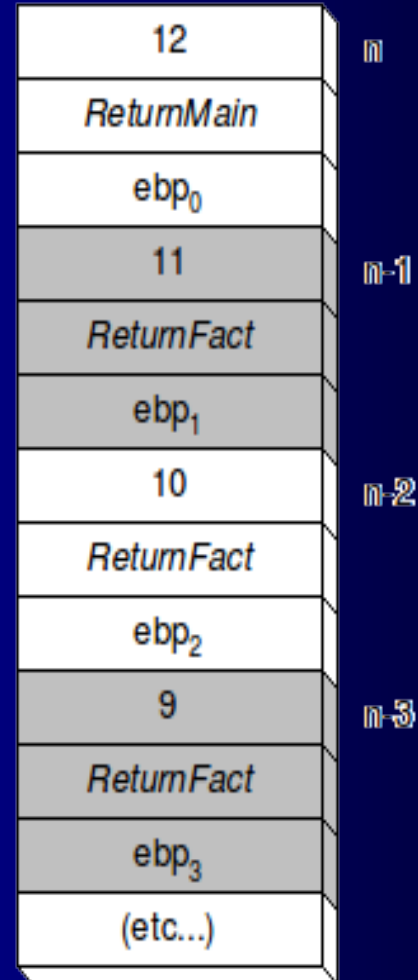 12 n
ReturnMain
ebp₀
11 n-1
ReturnFact
ebp₁
10 n-2
ReturnFact
ebp₂
9 n-3
ReturnFact
ebp₃
(etc...)